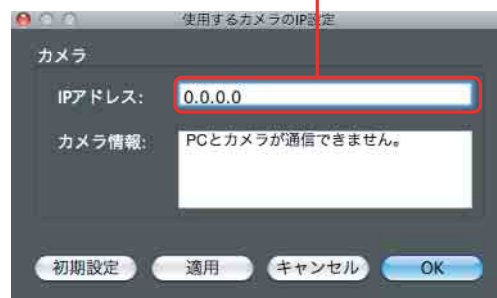 使用するカメラのIP設定
カメラ
IPアドレス: 0.0.0.0
カメラ情報: PCとカメラが通信できません。
初期設定 適用 キャンセル OK